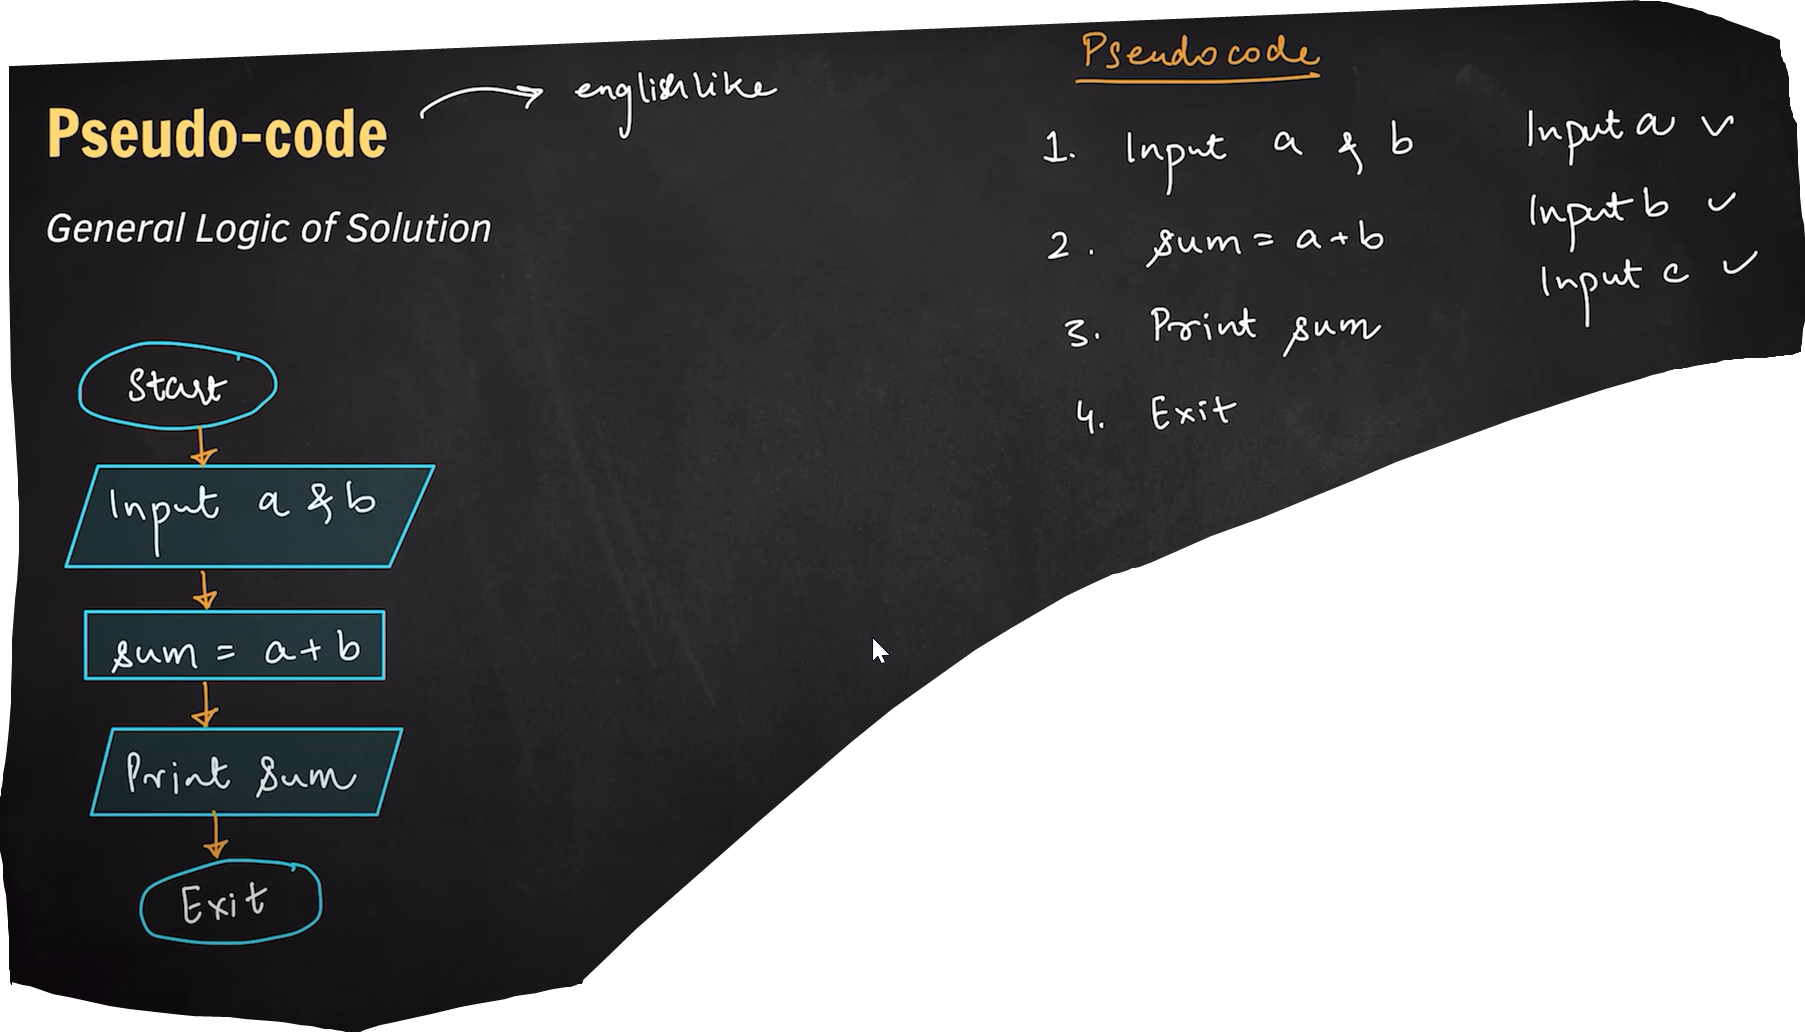 Pseudo-code
englishlike
General Logic of Solution
Start
Input a & b
sum = a+b
Print sum
Exit
Pseudocode
1. Input a & b
2. sum = a+b
3. Print sum
4. Exit
Input a ✓
Input b ✓
Input c ✓